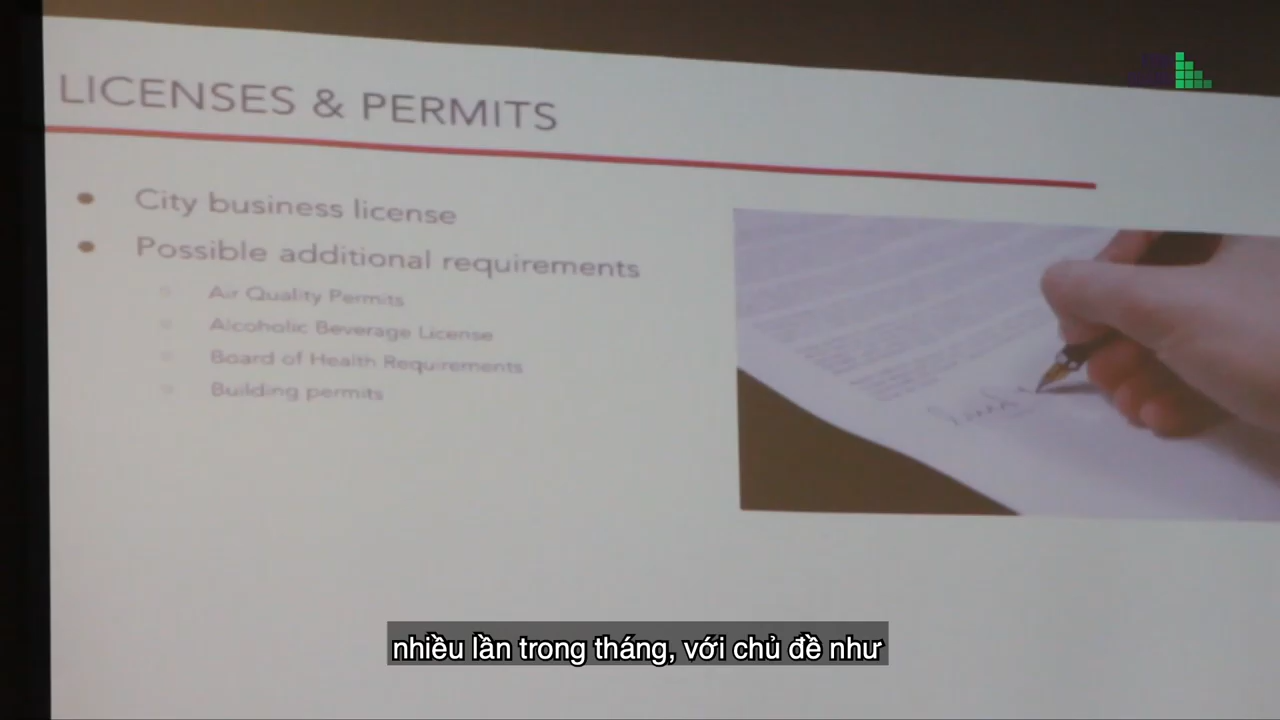 LICENSES & PERMITS
City business license
Possible additional requirements
Air Quality Permits
Alcoholic Beverage License
Board of Health Requirements
Building permits
nhiều lần trong tháng, với chủ đề như